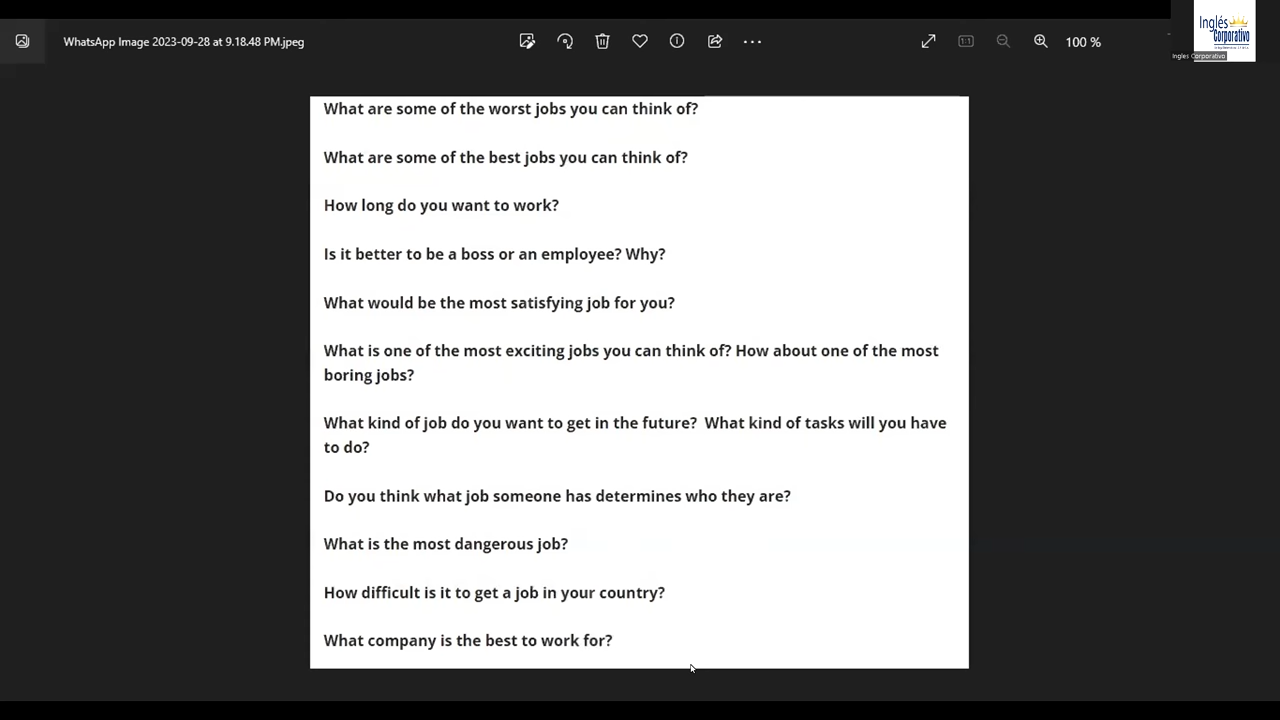 WhatsApp Image 2023-09-28 at 9.18.48 PM.jpeg
100 %
Inglés
Corporativo
Ingles Corporativo
What are some of the worst jobs you can think of?
What are some of the best jobs you can think of?
How long do you want to work?
Is it better to be a boss or an employee? Why?
What would be the most satisfying job for you?
What is one of the most exciting jobs you can think of? How about one of the most
boring jobs?
What kind of job do you want to get in the future?  What kind of tasks will you have
to do?
Do you think what job someone has determines who they are?
What is the most dangerous job?
How difficult is it to get a job in your country?
What company is the best to work for?